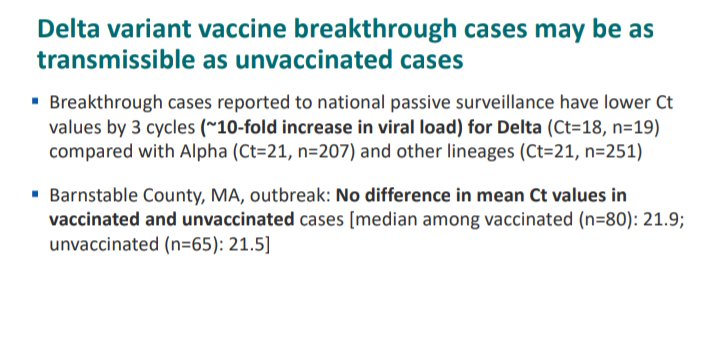 Delta variant vaccine breakthrough cases may be as
transmissible as unvaccinated cases
▪ Breakthrough cases reported to national passive surveillance have lower Ct
values by 3 cycles (~10-fold increase in viral load) for Delta (Ct=18, n=19)
compared with Alpha (Ct=21, n=207) and other lineages (Ct=21, n=251)
▪ Barnstable County, MA, outbreak: No difference in mean Ct values in
vaccinated and unvaccinated cases [median among vaccinated (n=80): 21.9;
unvaccinated (n=65): 21.5]